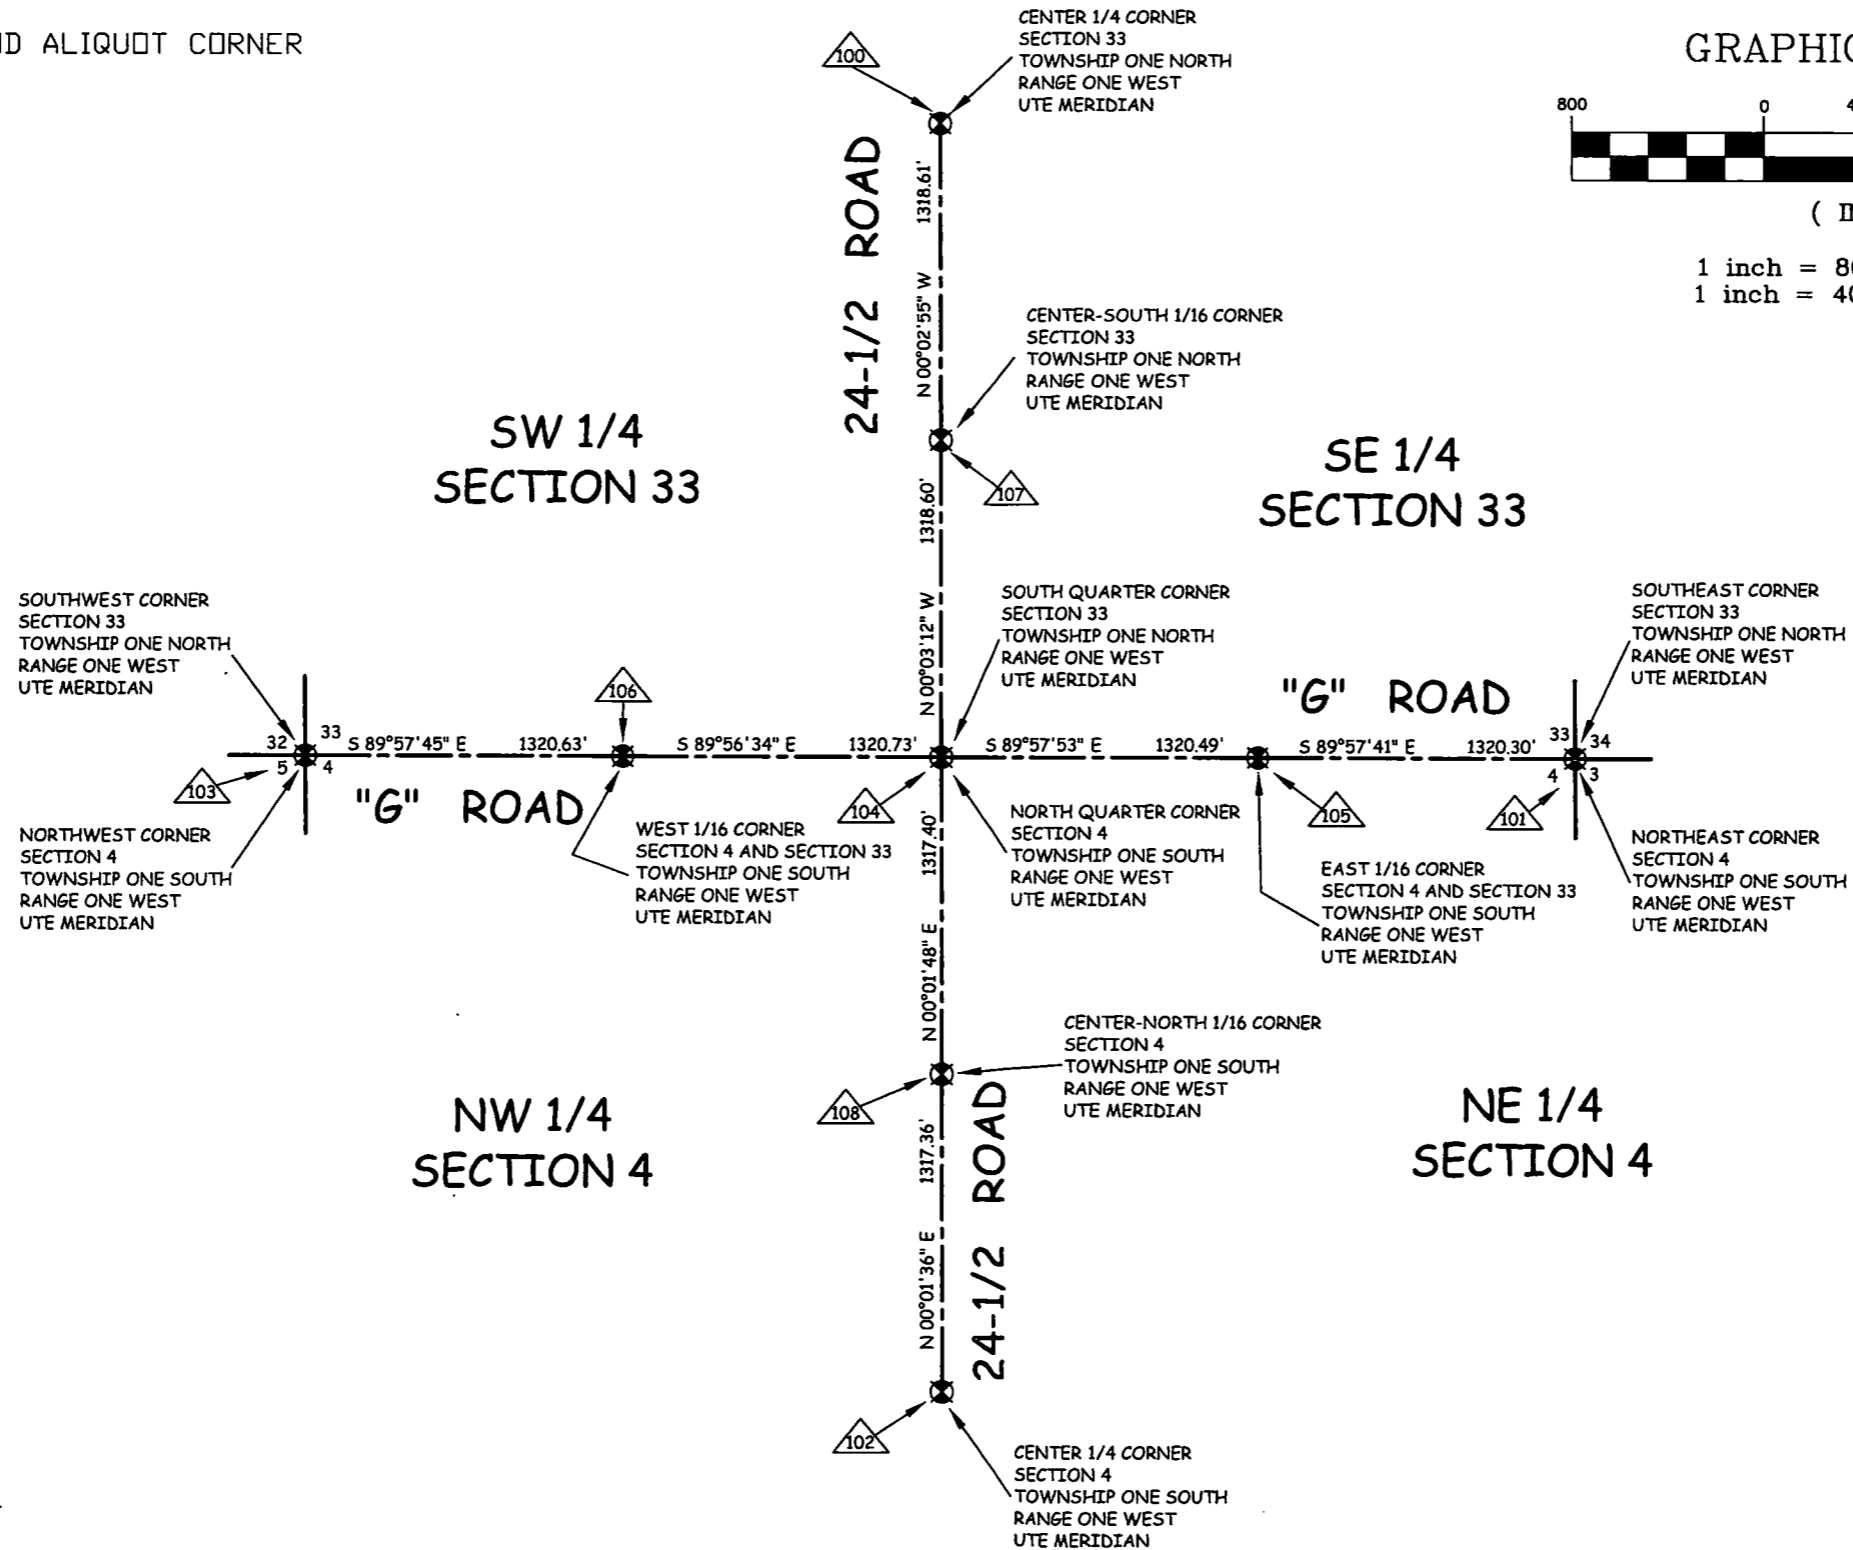 D ALIQUOT CORNER
GRAPHIC
800 0 4
1 inch = 8
1 inch = 4
100
CENTER 1/4 CORNER
SECTION 33
TOWNSHIP ONE NORTH
RANGE ONE WEST
UTE MERIDIAN
24-1/2 ROAD
1318.61'
N 00°02'55" W
CENTER-SOUTH 1/16 CORNER
SECTION 33
TOWNSHIP ONE NORTH
RANGE ONE WEST
UTE MERIDIAN
107
SW 1/4
SECTION 33
SE 1/4
SECTION 33
1318.60'
N 00°03'12" W
SOUTHWEST CORNER
SECTION 33
TOWNSHIP ONE NORTH
RANGE ONE WEST
UTE MERIDIAN
106
SOUTH QUARTER CORNER
SECTION 33
TOWNSHIP ONE NORTH
RANGE ONE WEST
UTE MERIDIAN
"G" ROAD
SOUTHEAST CORNER
SECTION 33
TOWNSHIP ONE NORTH
RANGE ONE WEST
UTE MERIDIAN
32 33
5 4
S 89°57'45" E 1320.63'
S 89°56'34" E 1320.73'
S 89°57'53" E 1320.49'
S 89°57'41" E 1320.30'
33 34
4 3
103
"G" ROAD
104
105
101
NORTHWEST CORNER
SECTION 4
TOWNSHIP ONE SOUTH
RANGE ONE WEST
UTE MERIDIAN
WEST 1/16 CORNER
SECTION 4 AND SECTION 33
TOWNSHIP ONE SOUTH
RANGE ONE WEST
UTE MERIDIAN
1317.40'
N 00°01'48" E
NORTH QUARTER CORNER
SECTION 4
TOWNSHIP ONE SOUTH
RANGE ONE WEST
UTE MERIDIAN
EAST 1/16 CORNER
SECTION 4 AND SECTION 33
TOWNSHIP ONE SOUTH
RANGE ONE WEST
UTE MERIDIAN
NORTHEAST CORNER
SECTION 4
TOWNSHIP ONE SOUTH
RANGE ONE WEST
UTE MERIDIAN
CENTER-NORTH 1/16 CORNER
SECTION 4
TOWNSHIP ONE SOUTH
RANGE ONE WEST
UTE MERIDIAN
108
NW 1/4
SECTION 4
NE 1/4
SECTION 4
1317.36'
N 00°01'36" E
24-1/2 ROAD
102
CENTER 1/4 CORNER
SECTION 4
TOWNSHIP ONE SOUTH
RANGE ONE WEST
UTE MERIDIAN